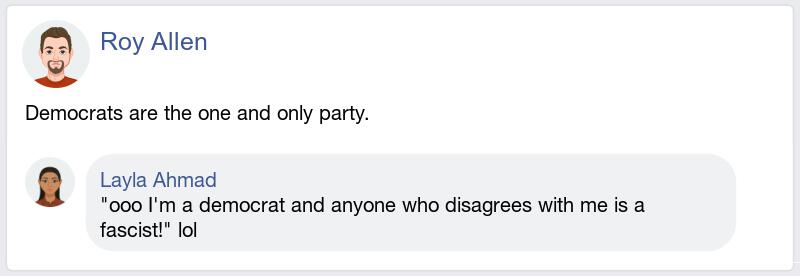 Roy Allen
Democrats are the one and only party.
Layla Ahmad
"ooo I'm a democrat and anyone who disagrees with me is a
fascist!" lol